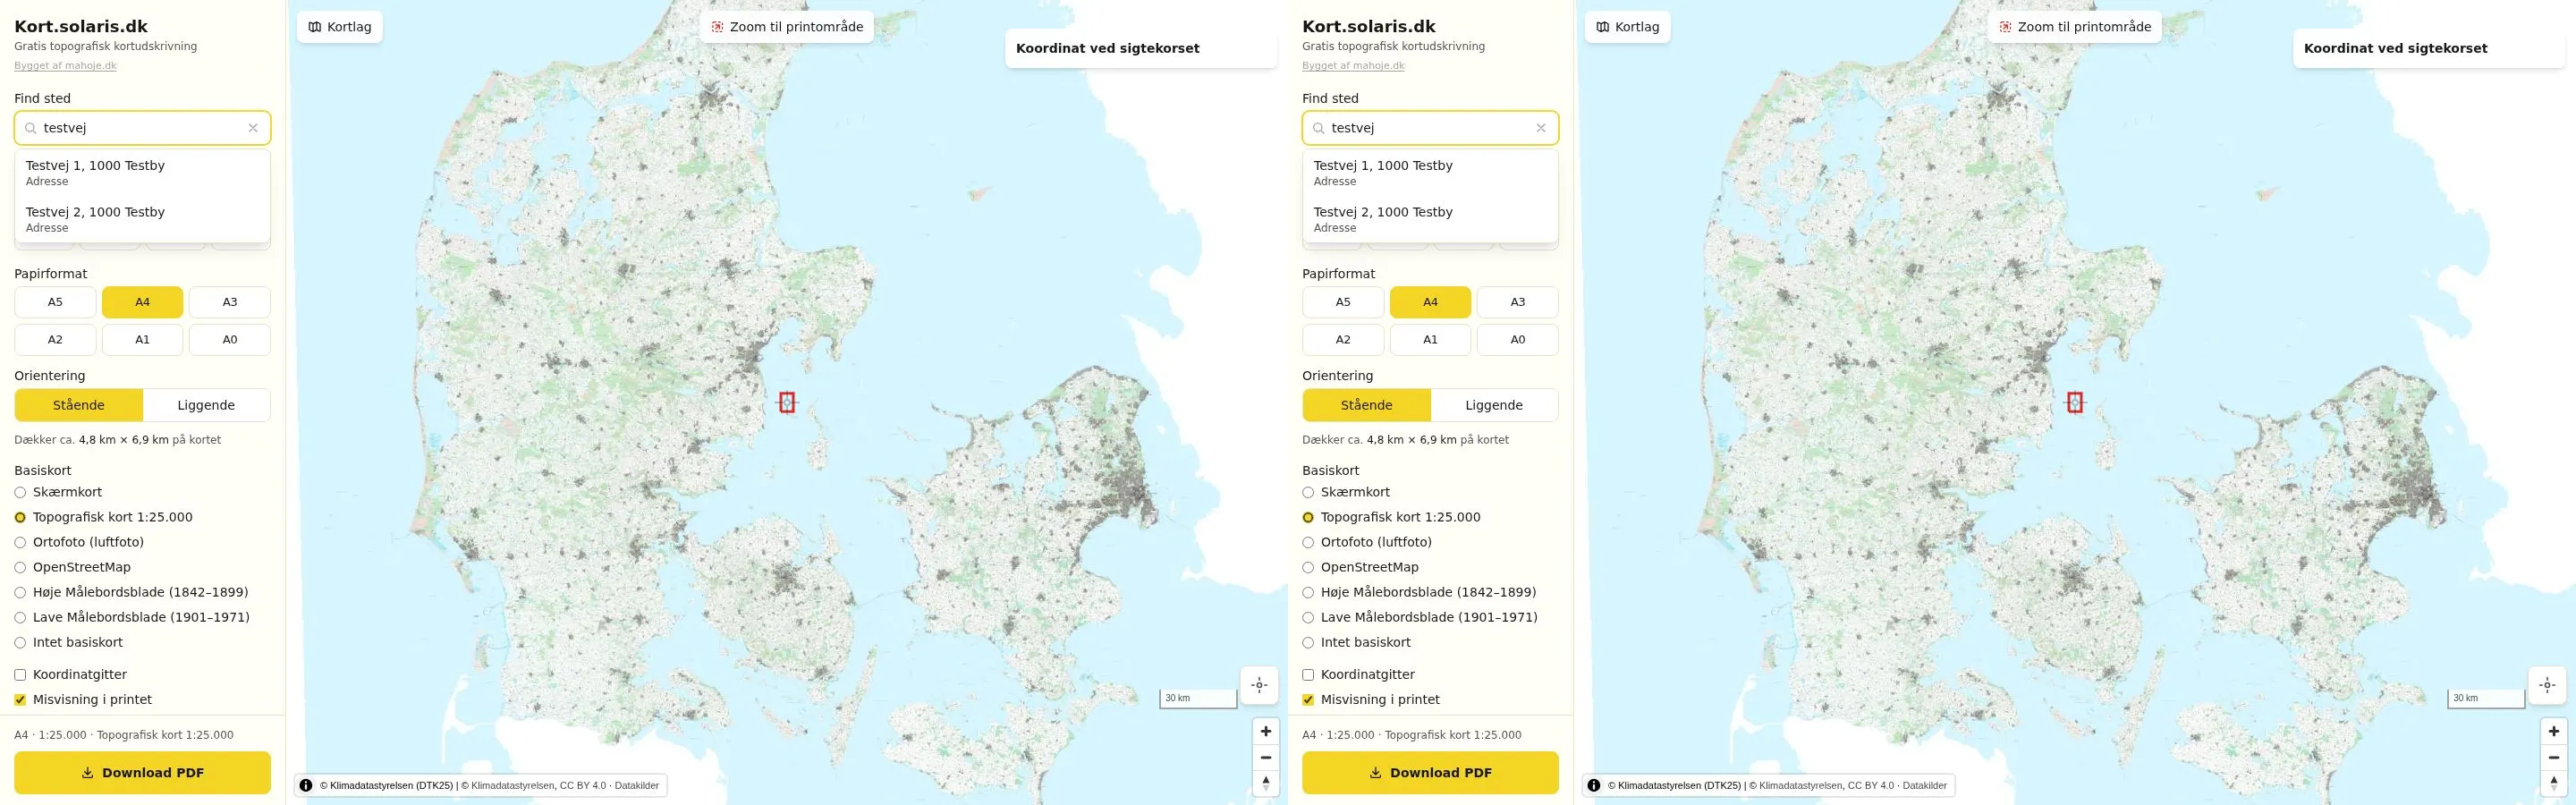 Kort.solaris.dk
Gratis topografisk kortudskrivning
Bygget af mahoje.dk
Find sted
testvej
Testvej 1, 1000 Testby
Adresse
Testvej 2, 1000 Testby
Adresse
Papirformat
A5 A4 A3
A2 A1 A0
Orientering
Stående Liggende
Dækker ca. 4,8 km × 6,9 km på kortet
Basiskort
Skærmkort
Topografisk kort 1:25.000
Ortofoto (luftfoto)
OpenStreetMap
Høje Målebordsblade (1842–1899)
Lave Målebordsblade (1901–1971)
Intet basiskort
Koordinatgitter
Misvisning i printet
A4 · 1:25.000 · Topografisk kort 1:25.000
Download PDF
Kortlag
Zoom til printområde
Koordinat ved sigtekorset
30 km
© Klimadatastyrelsen (DTK25) | © Klimadatastyrelsen, CC BY 4.0 · Datakilder
Kort.solaris.dk
Gratis topografisk kortudskrivning
Bygget af mahoje.dk
Find sted
testvej
Testvej 1, 1000 Testby
Adresse
Testvej 2, 1000 Testby
Adresse
Papirformat
A5 A4 A3
A2 A1 A0
Orientering
Stående Liggende
Dækker ca. 4,8 km × 6,9 km på kortet
Basiskort
Skærmkort
Topografisk kort 1:25.000
Ortofoto (luftfoto)
OpenStreetMap
Høje Målebordsblade (1842–1899)
Lave Målebordsblade (1901–1971)
Intet basiskort
Koordinatgitter
Misvisning i printet
A4 · 1:25.000 · Topografisk kort 1:25.000
Download PDF
Kortlag
Zoom til printområde
Koordinat ved sigtekorset
30 km
© Klimadatastyrelsen (DTK25) | © Klimadatastyrelsen, CC BY 4.0 · Datakilder